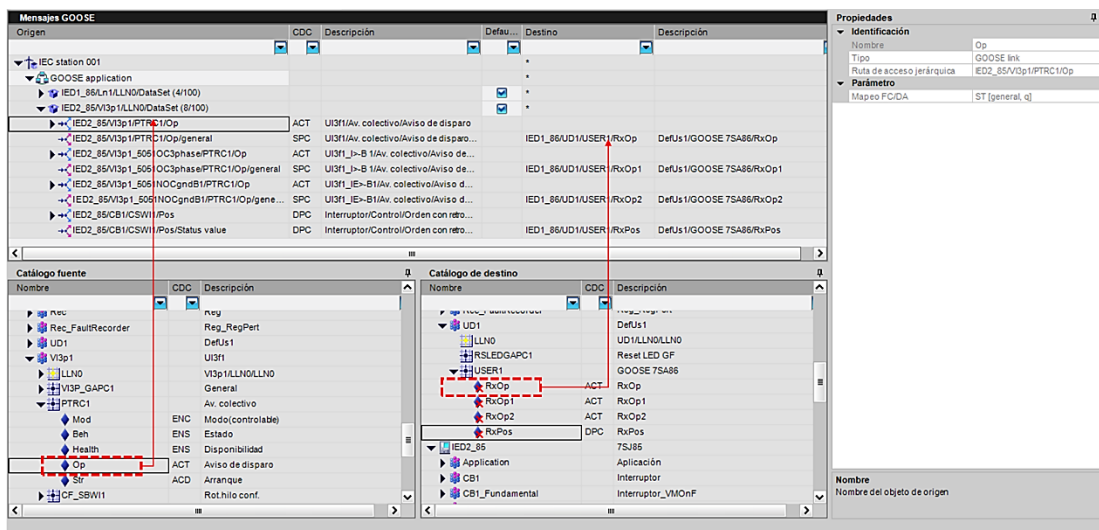 Mensajes GOOSE
Origen CDC Descripción Defau... Destino Descripción
IEC station 001 *
GOOSE application *
IED1_86/Ln1/LLN0/DataSet (4/100) *
IED2_85/VI3p1/LLN0/DataSet (8/100) *
IED2_85/VI3p1/PTRC1/Op ACT UI3f1/Av. colectivo/Aviso de disparo
IED2_85/VI3p1/PTRC1/Op/general SPC UI3f1/Av. colectivo/Aviso de disparo... IED1_86/UD1/USER1/RxOp DefUs1/GOOSE 7SA86/RxOp
IED2_85/VI3p1_5051OC3phase/PTRC1/Op ACT UI3f1_I>-B 1/Av. colectivo/Aviso de...
IED2_85/VI3p1_5051OC3phase/PTRC1/Op/general SPC UI3f1_I>-B 1/Av. colectivo/Aviso de... IED1_86/UD1/USER1/RxOp1 DefUs1/GOOSE 7SA86/RxOp1
IED2_85/VI3p1_5051NOCgndB1/PTRC1/Op ACT UI3f1_IE>-B1/Av. colectivo/Aviso d...
IED2_85/VI3p1_5051NOCgndB1/PTRC1/Op/gene... SPC UI3f1_IE>-B1/Av. colectivo/Aviso d... IED1_86/UD1/USER1/RxOp2 DefUs1/GOOSE 7SA86/RxOp2
IED2_85/CB1/CSWI1/Pos DPC Interruptor/Control/Orden con retro...
IED2_85/CB1/CSWI1/Pos/Status value DPC Interruptor/Control/Orden con retro... IED1_86/UD1/USER1/RxPos DefUs1/GOOSE 7SA86/RxPos
Propiedades
Identificación
Nombre Op
Tipo GOOSE link
Ruta de acceso jerárquica IED2_85/VI3p1/PTRC1/Op
Parámetro
Mapeo FC/DA ST [general, q]
Nombre
Nombre del objeto de origen
Catálogo fuente
Nombre CDC Descripción
Rec Reg
Rec_FaultRecorder Reg_RegPert
UD1 DefUs1
VI3p1 UI3f1
LLN0 VI3p1/LLN0/LLN0
VI3P_GAPC1 General
PTRC1 Av. colectivo
Mod ENC Modo(controlable)
Beh ENS Estado
Health ENS Disponibilidad
Op ACT Aviso de disparo
Str ACD Arranque
CF_SBWI1 Rot.hilo conf.
Catálogo de destino
Nombre CDC Descripción
Rec_FaultRecorder Reg_RegPert
UD1 DefUs1
LLN0 UD1/LLN0/LLN0
RSLEDGAPC1 Reset LED GF
USER1 GOOSE 7SA86
RxOp ACT RxOp
RxOp1 ACT RxOp1
RxOp2 ACT RxOp2
RxPos DPC RxPos
IED2_85 7SJ85
Application Aplicación
CB1 Interruptor
CB1_Fundamental Interruptor_VMOnF